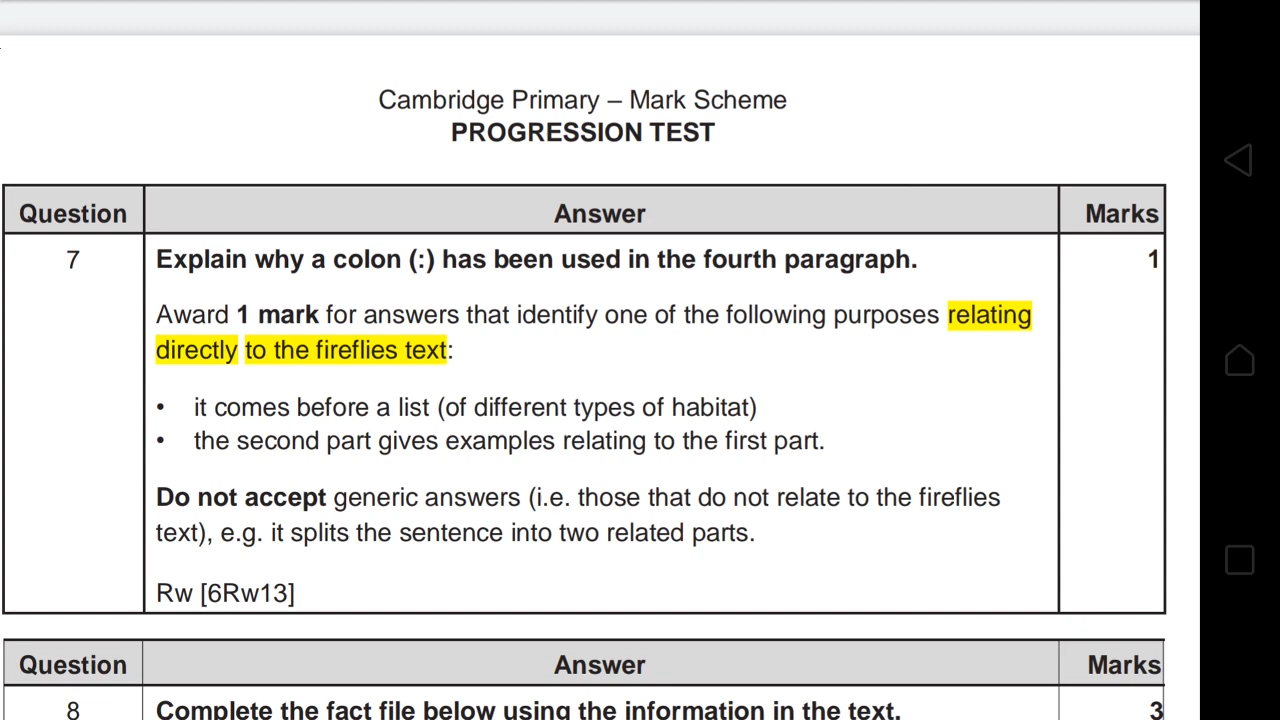 Cambridge Primary – Mark Scheme
PROGRESSION TEST
Question Answer Marks
7 Explain why a colon (:) has been used in the fourth paragraph. 1
Award 1 mark for answers that identify one of the following purposes relating
directly to the fireflies text:
• it comes before a list (of different types of habitat)
• the second part gives examples relating to the first part.
Do not accept generic answers (i.e. those that do not relate to the fireflies
text), e.g. it splits the sentence into two related parts.
Rw [6Rw13]
Question Answer Marks
8 Complete the fact file below using the information in the text. 3